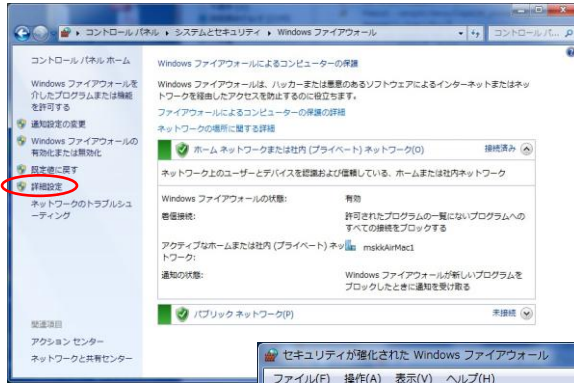 コントロール パネル ▸ システムとセキュリティ ▸ Windows ファイアウォール
コントロール パ...
コントロール パネル ホーム
Windows ファイアウォールを
介したプログラムまたは機能
を許可する
通知設定の変更
Windows ファイアウォールの
有効化または無効化
既定値に戻す
詳細設定
ネットワークのトラブルシュ
ーティング
関連項目
アクション センター
ネットワークと共有センター
Windows ファイアウォールによるコンピューターの保護
Windows ファイアウォールは、ハッカーまたは悪意のあるソフトウェアによるインターネットまたはネッ
トワークを経由したアクセスを防止するのに役立ちます。
ファイアウォールによるコンピューターの保護の詳細
ネットワークの場所に関する詳細
ホーム ネットワークまたは社内 (プライベート) ネットワーク(O) 接続済み
ネットワーク上のユーザーとデバイスを認識および信頼している、ホームまたは社内ネットワーク
Windows ファイアウォールの状態: 有効
着信接続: 許可されたプログラムの一覧にないプログラムへの
すべての接続をブロックする
アクティブなホームまたは社内 (プライベート) ネッ mskkAirMac1
トワーク:
通知の状態: Windows ファイアウォールが新しいプログラムを
ブロックしたときに通知を受け取る
パブリック ネットワーク(P) 未接続
セキュリティが強化された Windows ファイアウォール
ファイル(F) 操作(A) 表示(V) ヘルプ(H)